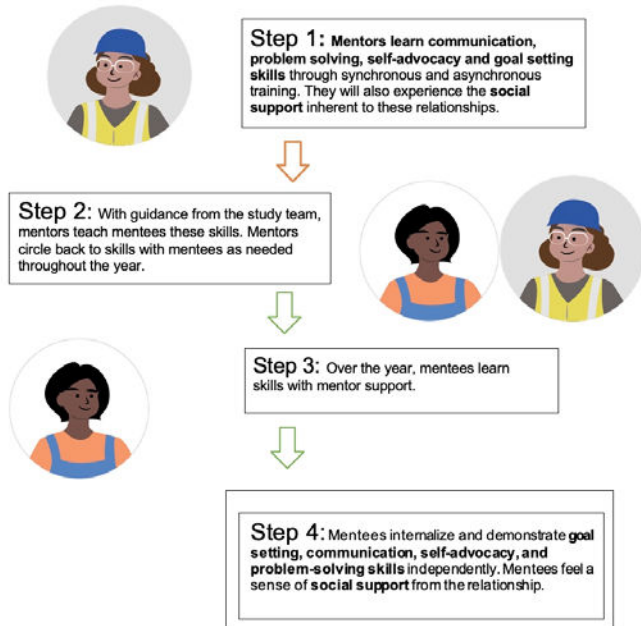 Step 1: Mentors learn communication,
problem solving, self-advocacy and goal setting
skills through synchronous and asynchronous
training. They will also experience the social
support inherent to these relationships.
Step 2: With guidance from the study team,
mentors teach mentees these skills. Mentors
circle back to skills with mentees as needed
throughout the year.
Step 3: Over the year, mentees learn
skills with mentor support.
Step 4: Mentees internalize and demonstrate goal
setting, communication, self-advocacy, and
problem-solving skills independently. Mentees feel a
sense of social support from the relationship.